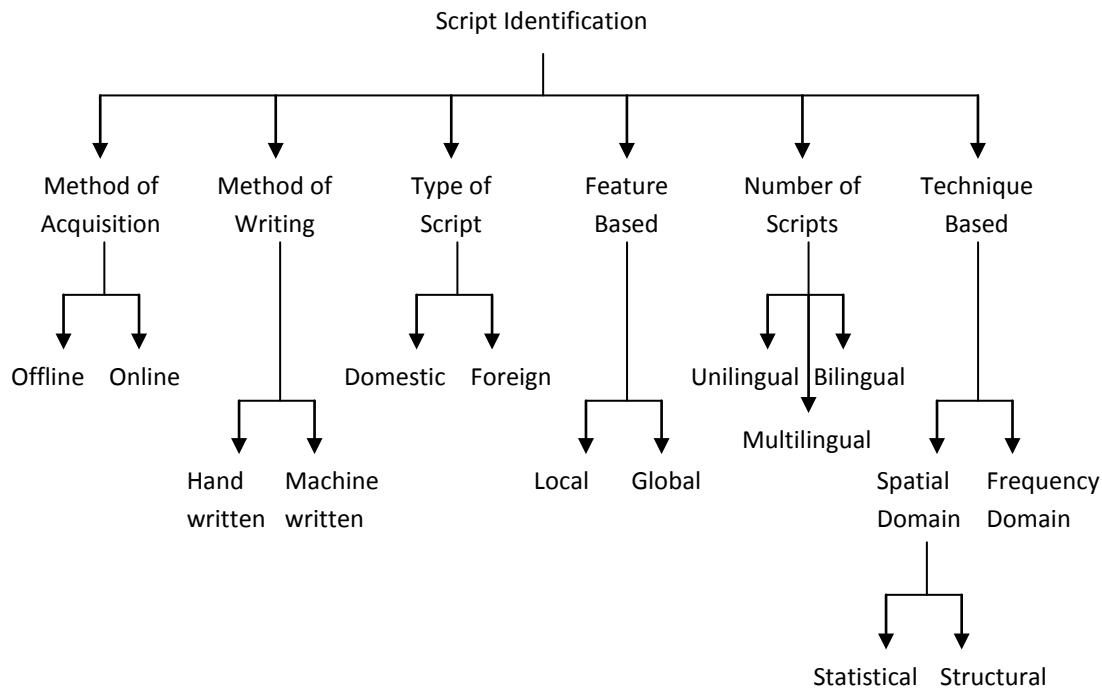 Script Identification
Method of
Acquisition
Method of
Writing
Type of
Script
Feature
Based
Number of
Scripts
Technique
Based
Offline
Online
Domestic
Foreign
Unilingual
Bilingual
Multilingual
Hand
written
Machine
written
Local
Global
Spatial
Domain
Frequency
Domain
Statistical
Structural